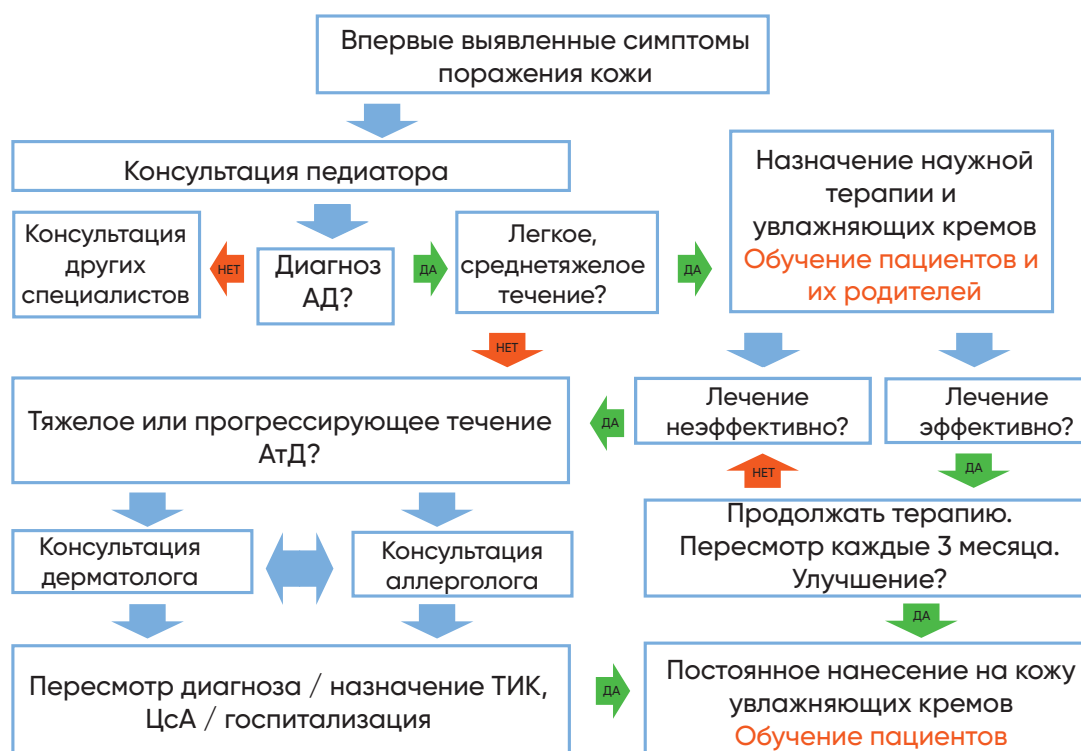 Впервые выявленные симптомы
поражения кожи
Консультация педиатора
Назначение наужной
терапии и
увлажняющих кремов
Обучение пациентов и
их родителей
Консультация
других
специалистов
НЕТ
Диагноз
АД?
ДА
Легкое,
среднетяжелое
течение?
ДА
НЕТ
Тяжелое или прогрессирующее течение
АтД?
ДА
Лечение
неэффективно?
Лечение
эффективно?
НЕТ
ДА
Консультация
дерматолога
Консультация
аллерголога
Продолжать терапию.
Пересмотр каждые 3 месяца.
Улучшение?
ДА
Пересмотр диагноза / назначение ТИК,
ЦсА / госпитализация
ДА
Постоянное нанесение на кожу
увлажняющих кремов
Обучение пациентов